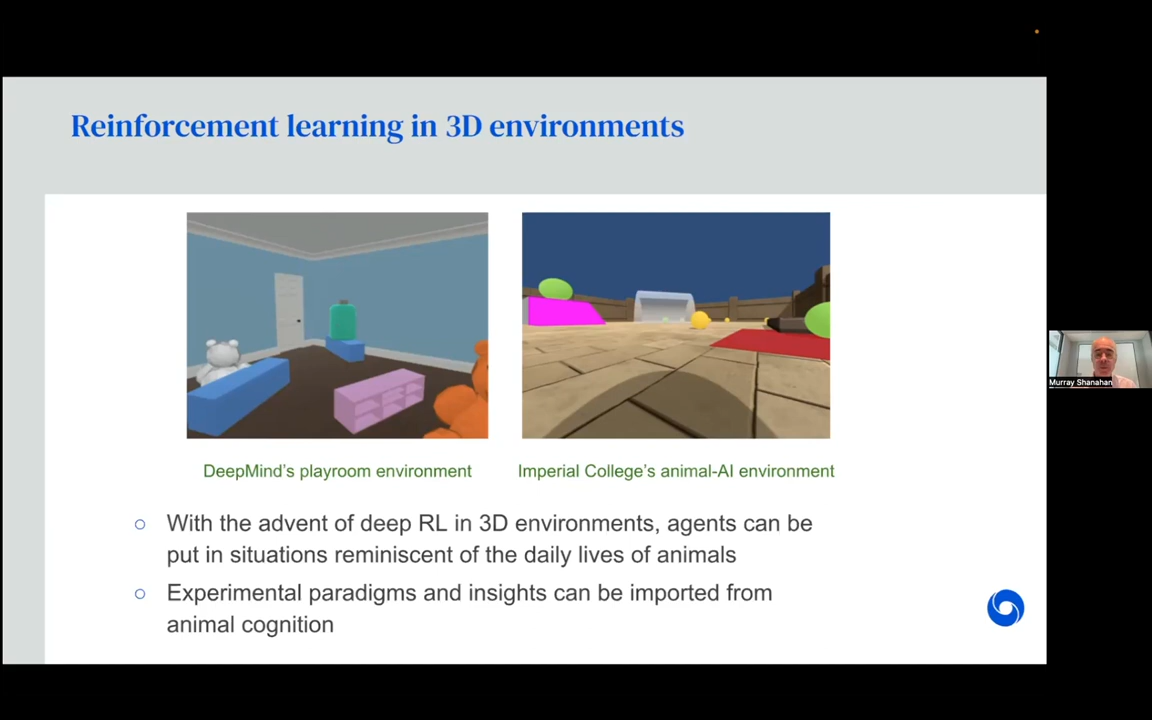 Reinforcement learning in 3D environments
DeepMind's playroom environment
Imperial College's animal-AI environment
With the advent of deep RL in 3D environments, agents can be
put in situations reminiscent of the daily lives of animals
Experimental paradigms and insights can be imported from
animal cognition
Murray Shanahan